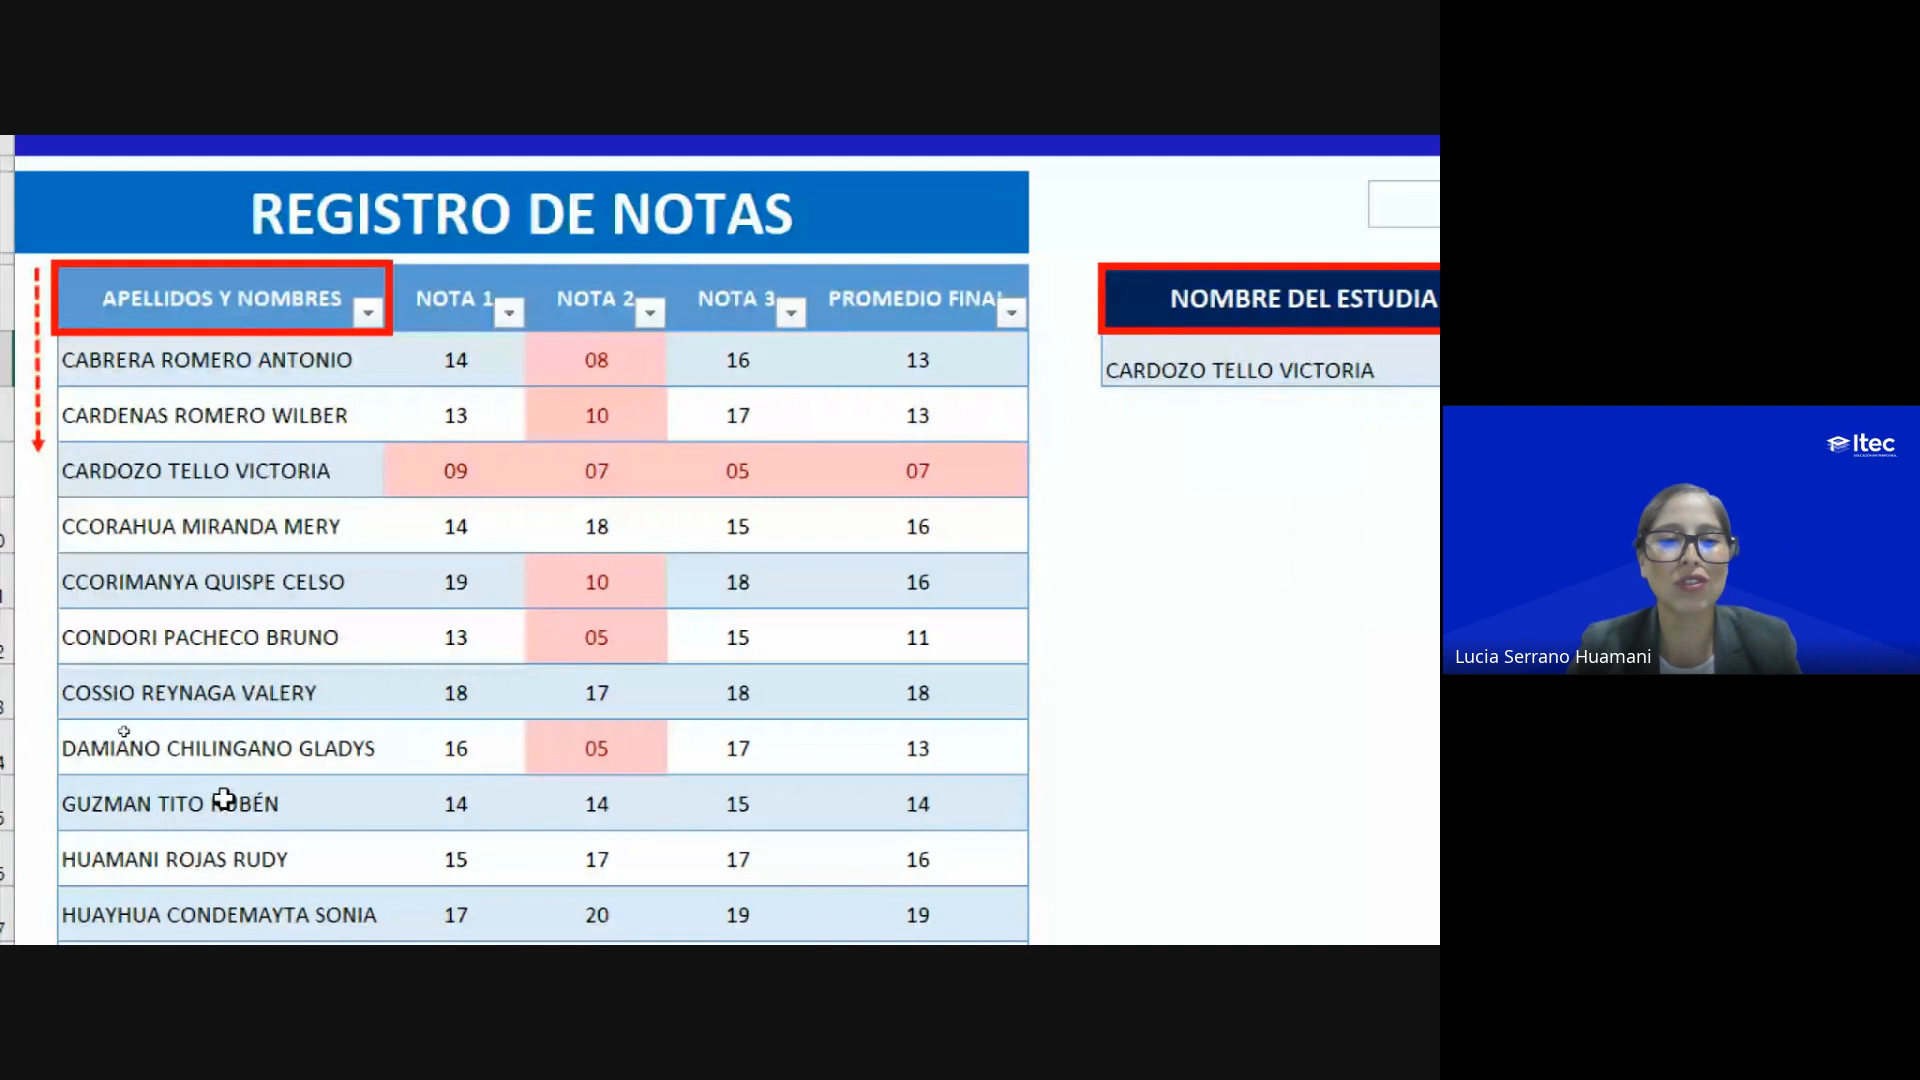 REGISTRO DE NOTAS
APELLIDOS Y NOMBRES NOTA 1 NOTA 2 NOTA 3 PROMEDIO FINAL
CABRERA ROMERO ANTONIO 14 08 16 13
CARDENAS ROMERO WILBER 13 10 17 13
CARDOZO TELLO VICTORIA 09 07 05 07
CCORAHUA MIRANDA MERY 14 18 15 16
CCORIMANYA QUISPE CELSO 19 10 18 16
CONDORI PACHECO BRUNO 13 05 15 11
COSSIO REYNAGA VALERY 18 17 18 18
DAMIANO CHILINGANO GLADYS 16 05 17 13
GUZMAN TITO RUBÉN 14 14 15 14
HUAMANI ROJAS RUDY 15 17 17 16
HUAYHUA CONDEMAYTA SONIA 17 20 19 19
NOMBRE DEL ESTUDIA
CARDOZO TELLO VICTORIA
Itec
Lucia Serrano Huamani